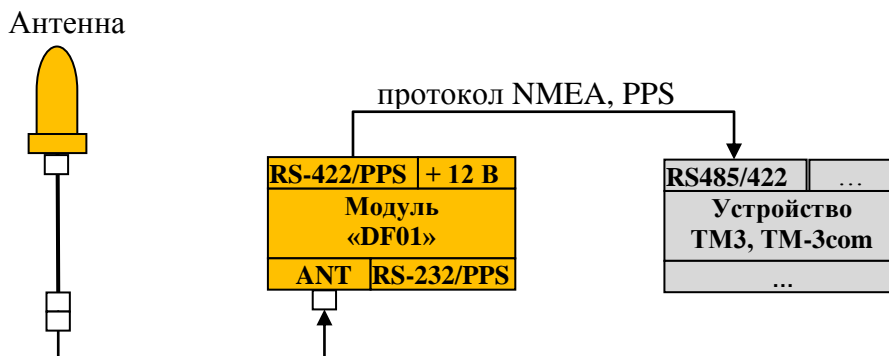 Антенна
протокол NMEA, PPS
RS-422/PPS + 12 В
Модуль
«DF01»
ANT RS-232/PPS
RS485/422 ...
Устройство
ТМ3, ТМ-3com
...